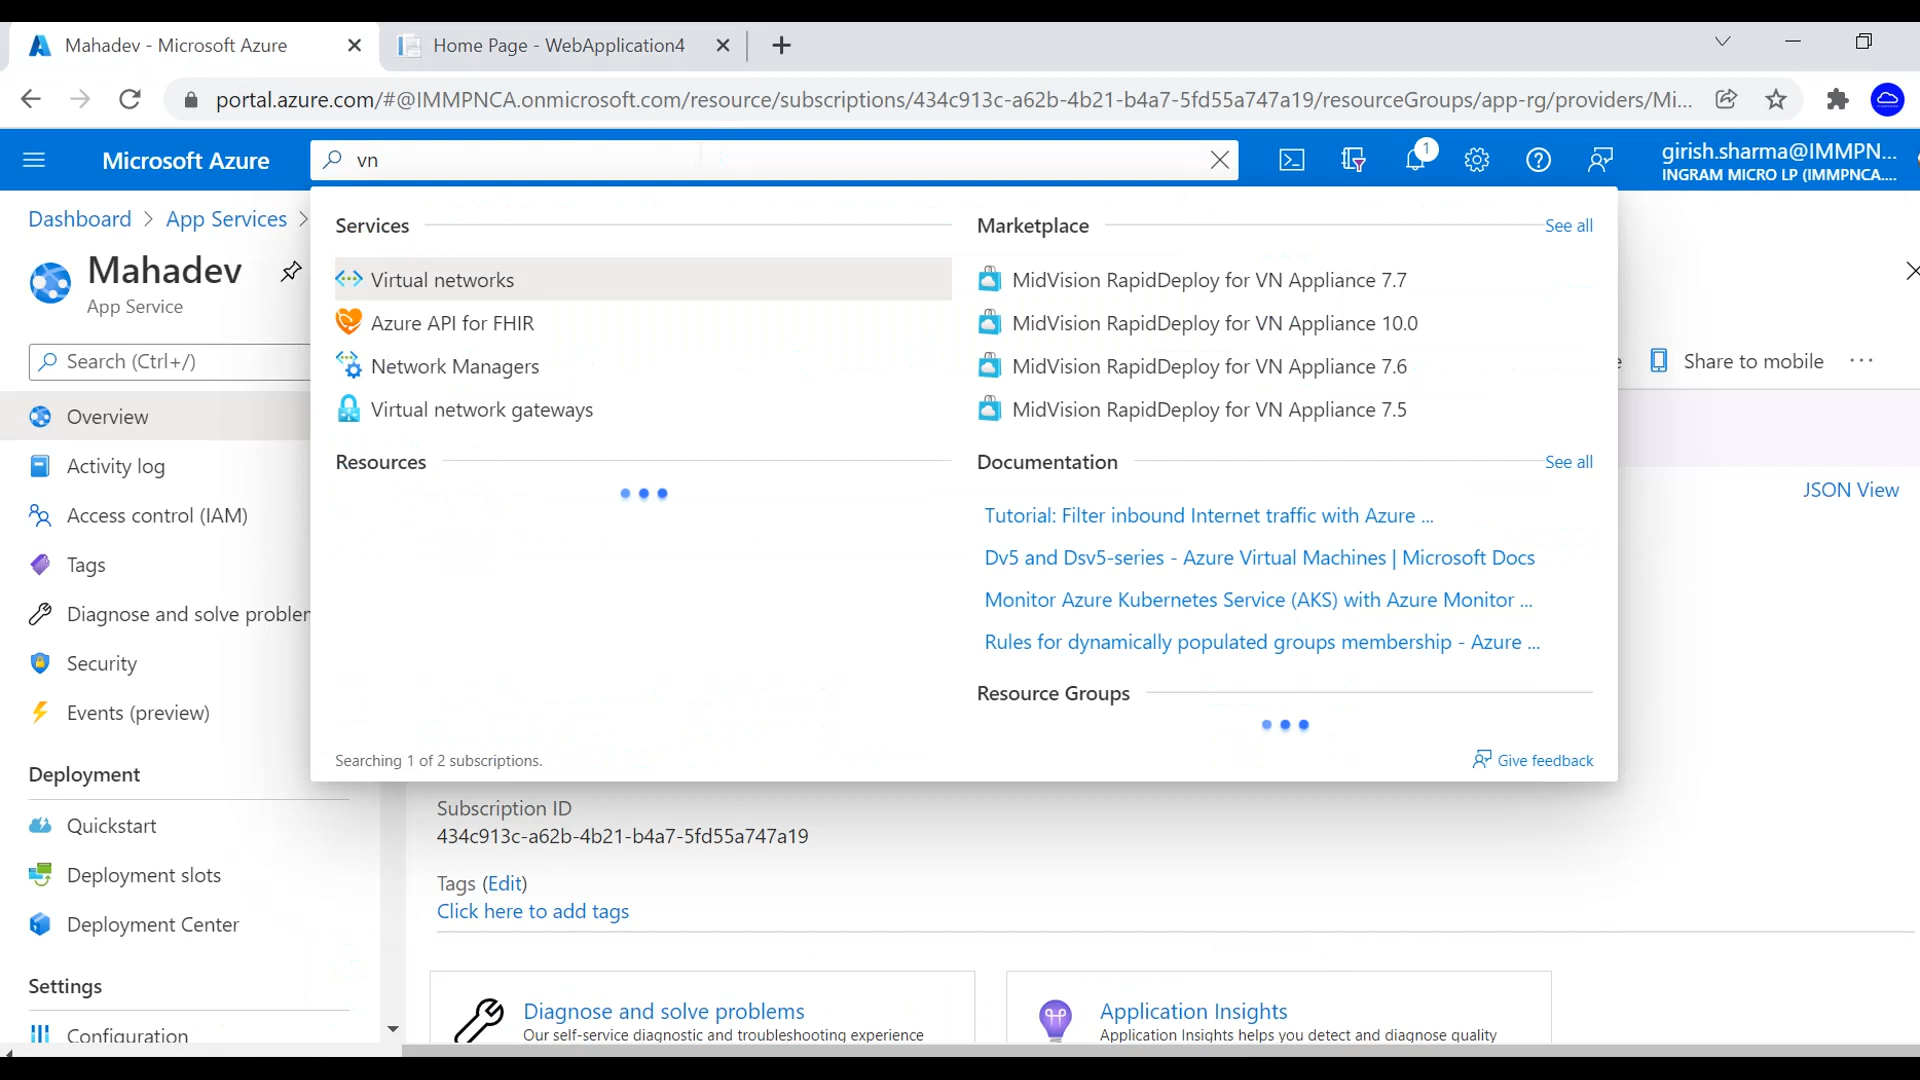 Mahadev - Microsoft Azure
Home Page - WebApplication4
portal.azure.com/#@IMMPNCA.onmicrosoft.com/resource/subscriptions/434c913c-a62b-4b21-b4a7-5fd55a747a19/resourceGroups/app-rg/providers/Mi...
Microsoft Azure
vn
1
girish.sharma@IMMPN...
INGRAM MICRO LP (IMMPNCA....
Dashboard > App Services >
Mahadev
App Service
Search (Ctrl+/)
Overview
Activity log
Access control (IAM)
Tags
Diagnose and solve problem
Security
Events (preview)
Deployment
Quickstart
Deployment slots
Deployment Center
Settings
Configuration
Services
Virtual networks
Azure API for FHIR
Network Managers
Virtual network gateways
Resources
Searching 1 of 2 subscriptions.
Marketplace
See all
MidVision RapidDeploy for VN Appliance 7.7
MidVision RapidDeploy for VN Appliance 10.0
MidVision RapidDeploy for VN Appliance 7.6
MidVision RapidDeploy for VN Appliance 7.5
Documentation
See all
Tutorial: Filter inbound Internet traffic with Azure ...
Dv5 and Dsv5-series - Azure Virtual Machines | Microsoft Docs
Monitor Azure Kubernetes Service (AKS) with Azure Monitor ...
Rules for dynamically populated groups membership - Azure ...
Resource Groups
Give feedback
Share to mobile
JSON View
Subscription ID
434c913c-a62b-4b21-b4a7-5fd55a747a19
Tags (Edit)
Click here to add tags
Diagnose and solve problems
Our self-service diagnostic and troubleshooting experience
Application Insights
Application Insights helps you detect and diagnose quality